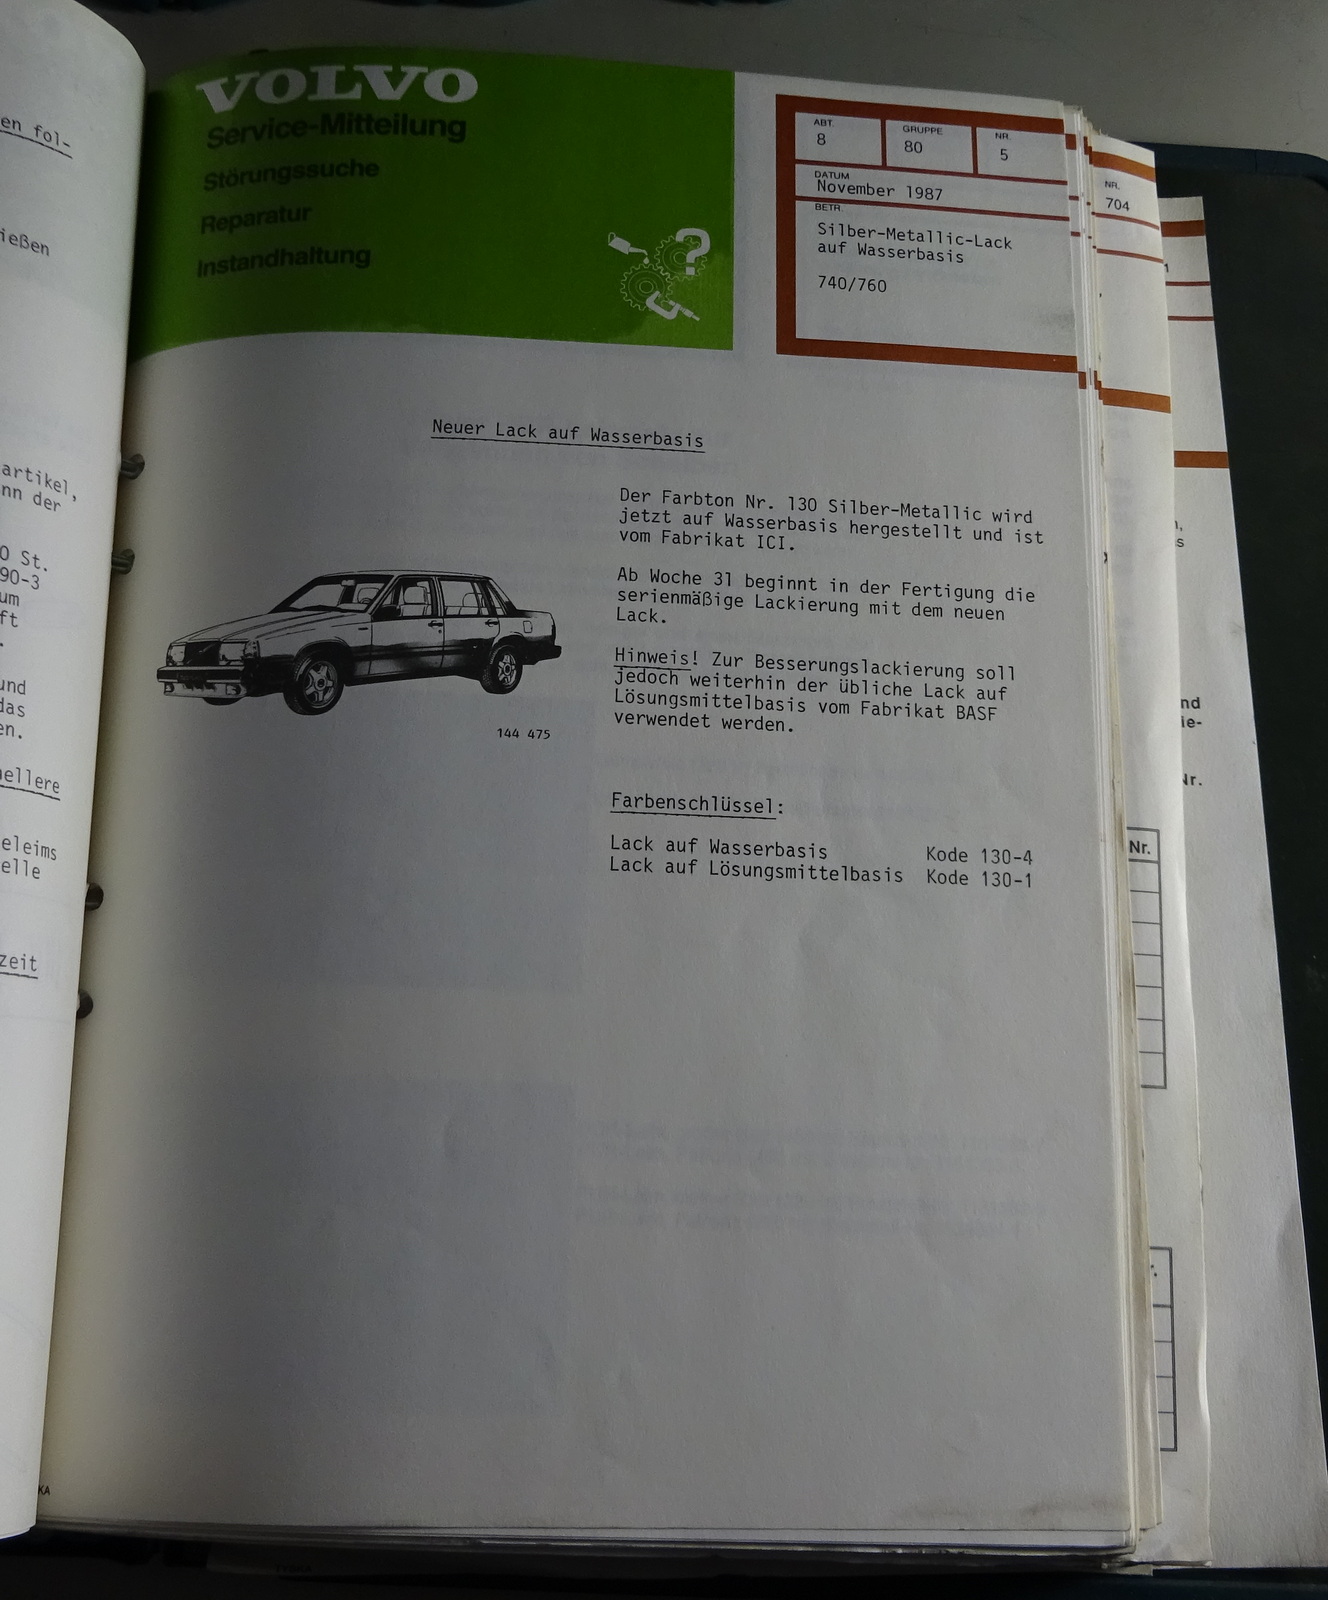 en fol-
ießen
artikel,
nn der
0 St.
90-3
um
ft
.
und
das
en.
ellere
eleims
elle
zeit
KA
VOLVO
Service-Mitteilung
Störungssuche
Reparatur
Instandhaltung
ABT. GRUPPE NR.
8 80 5
DATUM
November 1987
BETR.
Silber-Metallic-Lack
auf Wasserbasis
740/760
Neuer Lack auf Wasserbasis
Der Farbton Nr. 130 Silber-Metallic wird
jetzt auf Wasserbasis hergestellt und ist
vom Fabrikat ICI.
Ab Woche 31 beginnt in der Fertigung die
serienmäßige Lackierung mit dem neuen
Lack.
Hinweis! Zur Besserungslackierung soll
jedoch weiterhin der übliche Lack auf
Lösungsmittelbasis vom Fabrikat BASF
verwendet werden.
144 475
Farbenschlüssel:
Lack auf Wasserbasis Kode 130-4
Lack auf Lösungsmittelbasis Kode 130-1
NR.
704
nd
ie-
Nr.
Nr.